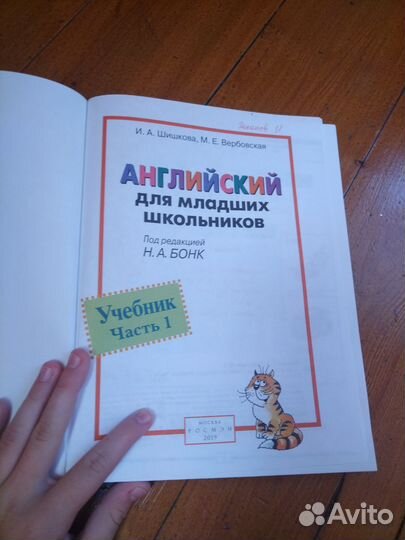 И. А. Шишкова, М. Е. Вербовская
АНГЛИЙСКИЙ
ДЛЯ МЛАДШИХ
ШКОЛЬНИКОВ
Под редакцией
Н. А. БОНК
Учебник
Часть 1
МОСКВА
РОСМЭН
2019
Avito